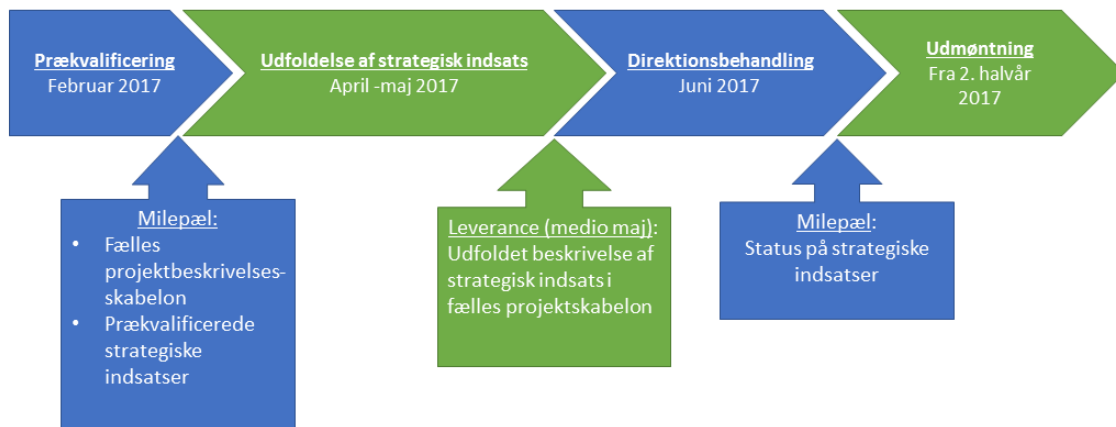 Prækvalificering
Februar 2017
Udfoldelse af strategisk indsats
April -maj 2017
Direktionsbehandling
Juni 2017
Udmøntning
Fra 2. halvår
2017
Milepæl:
• Fælles
projektbeskrivelses-
skabelon
• Prækvalificerede
strategiske
indsatser
Leverance (medio maj):
Udfoldet beskrivelse af
strategisk indsats i
fælles projektskabelon
Milepæl:
Status på strategiske
indsatser